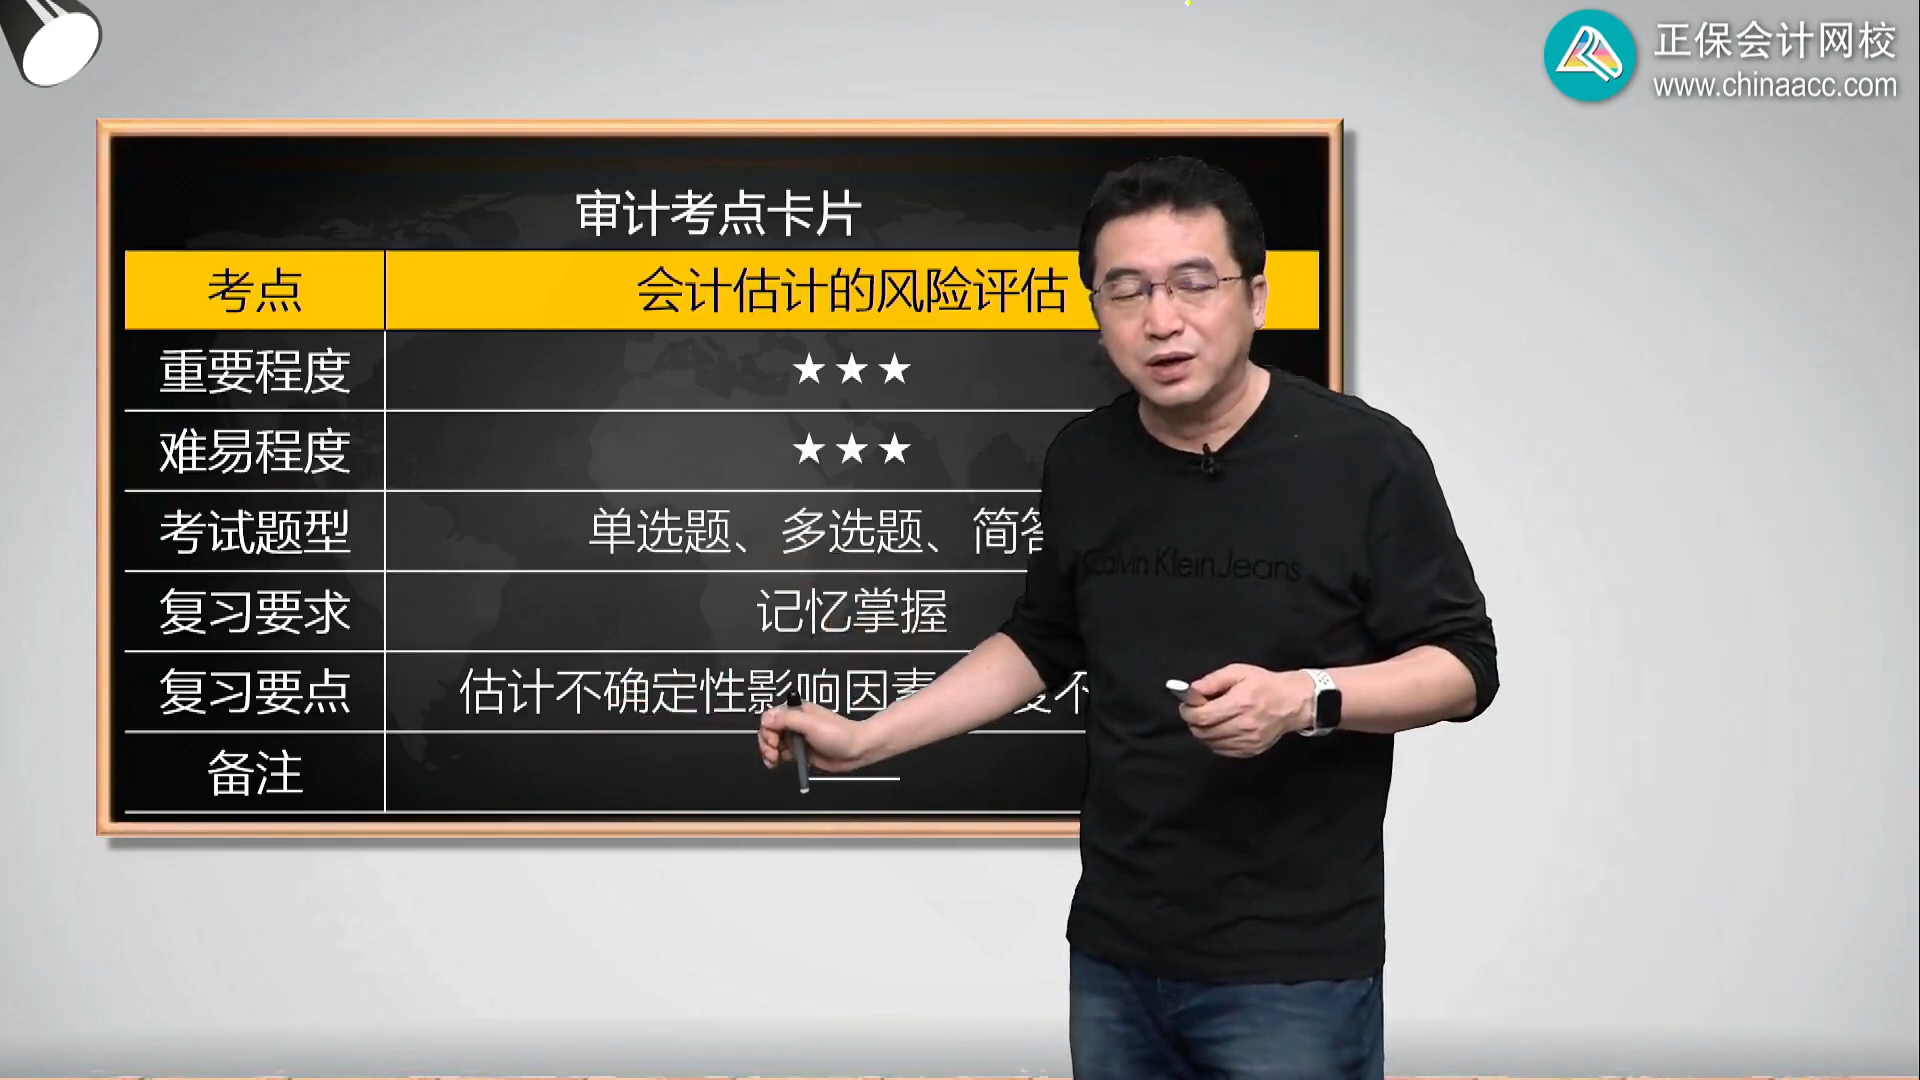 正保会计网校
www.chinaacc.com
审计考点卡片
考点 会计估计的风险评估
重要程度 ★★★
难易程度 ★★★
考试题型 单选题、多选题、简答
复习要求 记忆掌握
复习要点 估计不确定性影响因素
备注 ——
Calvin Klein Jeans